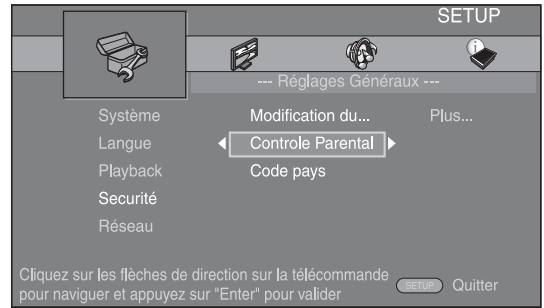 SETUP
--- Réglages Généraux ---
Système
Modification du...
Plus...
Langue
Controle Parental
Playback
Code pays
Securité
Réseau
Cliquez sur les flèches de direction sur la télécommande
pour naviguer et appuyez sur "Enter" pour valider
SETUP Quitter